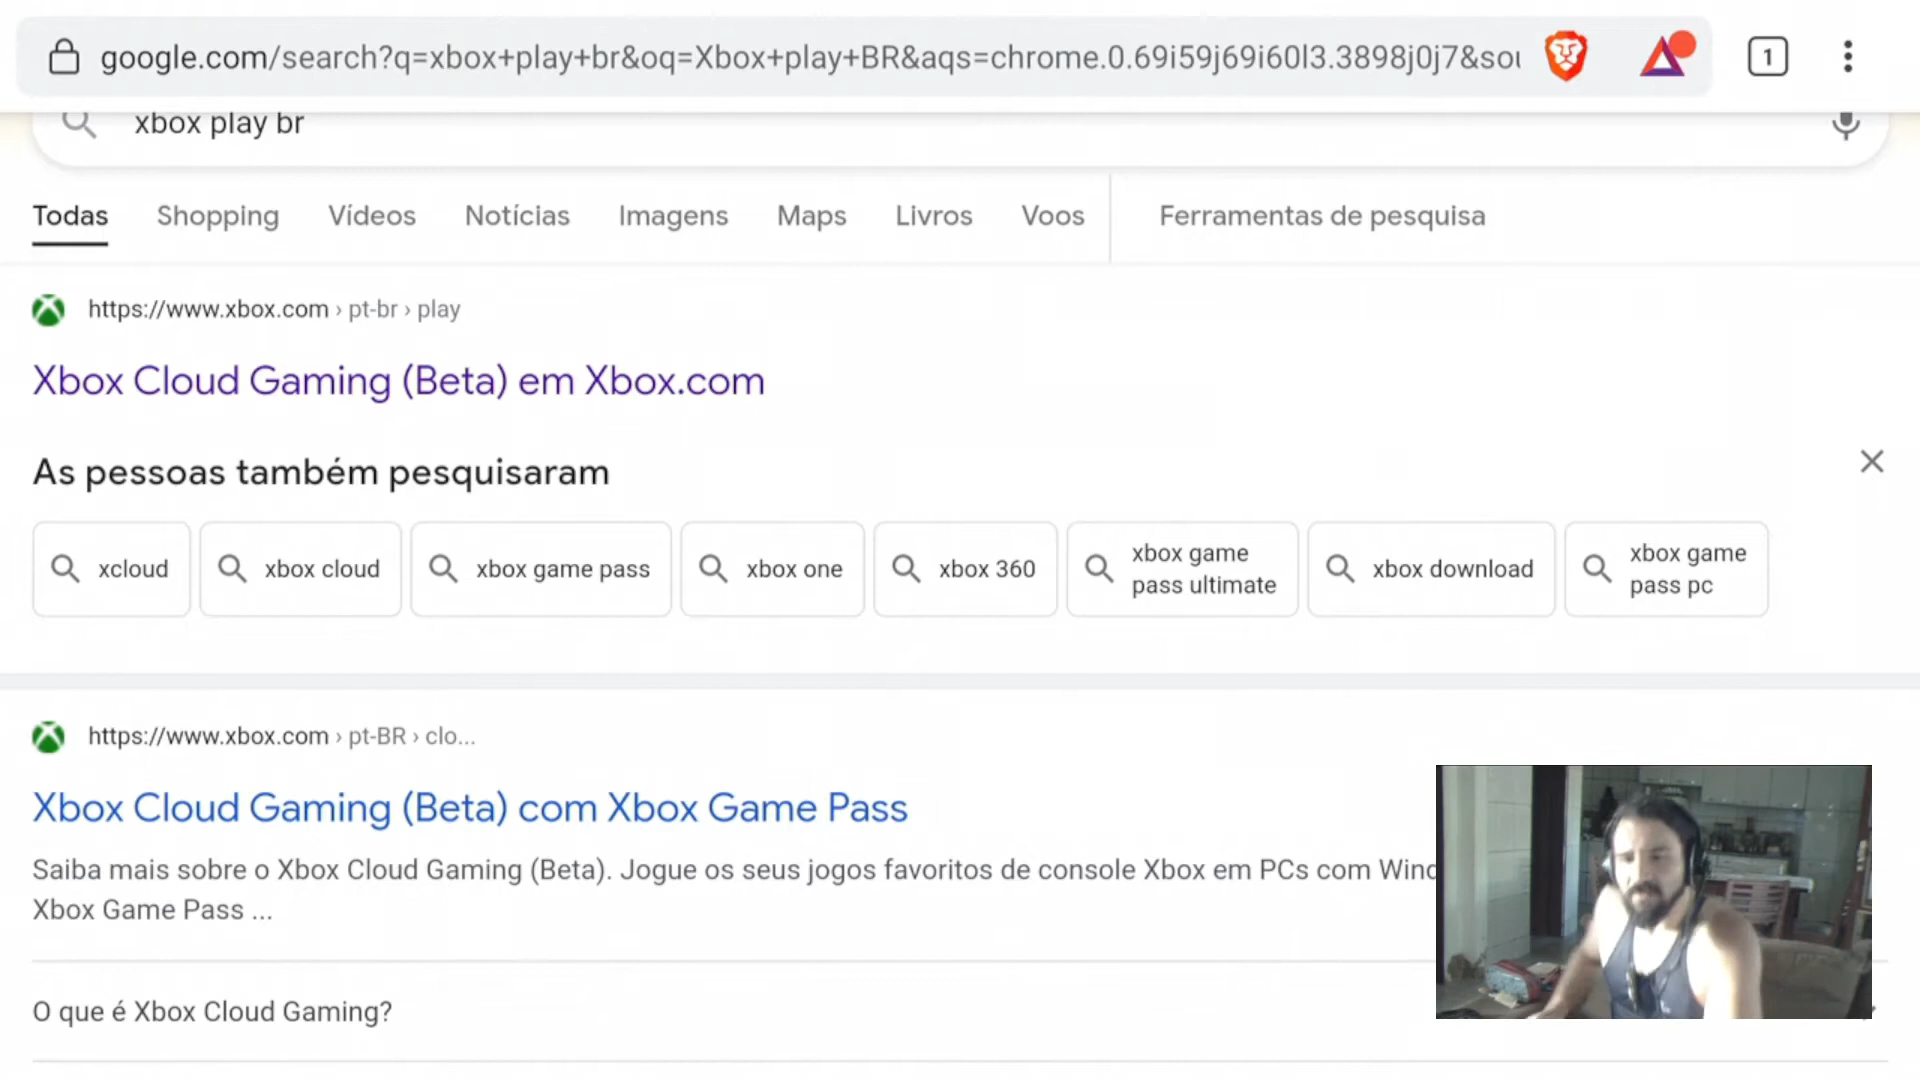 google.com/search?q=xbox+play+br&oq=Xbox+play+BR&aqs=chrome.0.69i59j69i60l3.3898j0j7&sou
1
xbox play br
Todas Shopping Vídeos Notícias Imagens Maps Livros Voos Ferramentas de pesquisa
https://www.xbox.com › pt-br › play
Xbox Cloud Gaming (Beta) em Xbox.com
As pessoas também pesquisaram
xcloud
xbox cloud
xbox game pass
xbox one
xbox 360
xbox game
pass ultimate
xbox download
xbox game
pass pc
https://www.xbox.com › pt-BR › clo...
Xbox Cloud Gaming (Beta) com Xbox Game Pass
Saiba mais sobre o Xbox Cloud Gaming (Beta). Jogue os seus jogos favoritos de console Xbox em PCs com Wind
Xbox Game Pass ...
O que é Xbox Cloud Gaming?